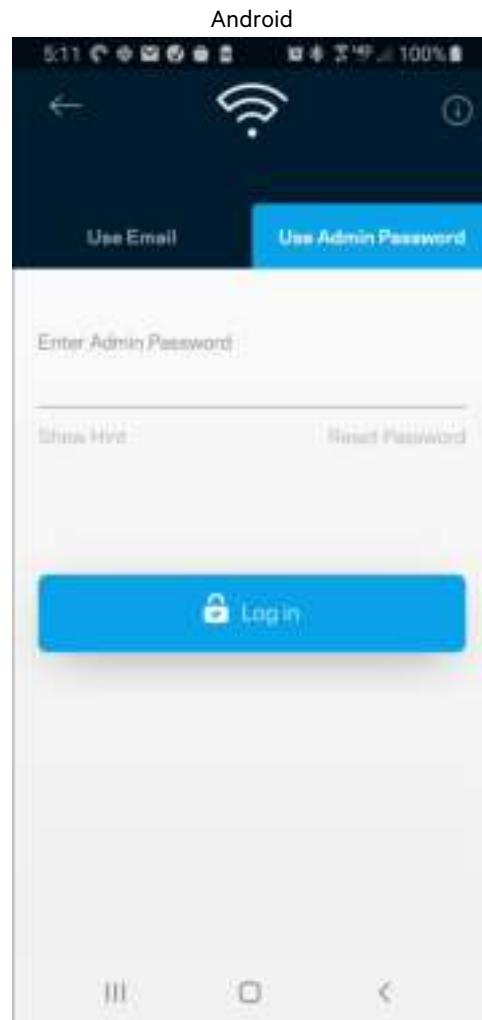 Android
5:11 100%
Use Email Use Admin Password
Enter Admin Password
Show Hint Reset Password
Log in